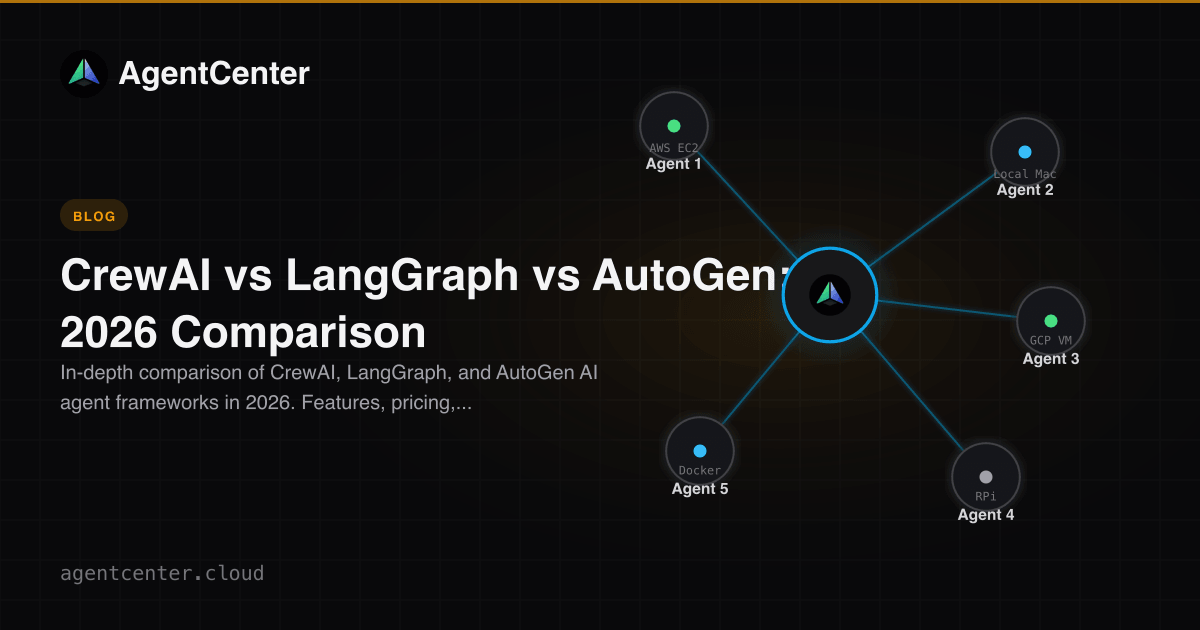 AgentCenter
BLOG
CrewAI vs LangGraph vs AutoGen:
2026 Comparison
In-depth comparison of CrewAI, LangGraph, and AutoGen AI
agent frameworks in 2026. Features, pricing,...
agentcenter.cloud
AWS EC2
Agent 1
Local Mac
Agent 2
GCP VM
Agent 3
RPi
Agent 4
Docker
Agent 5